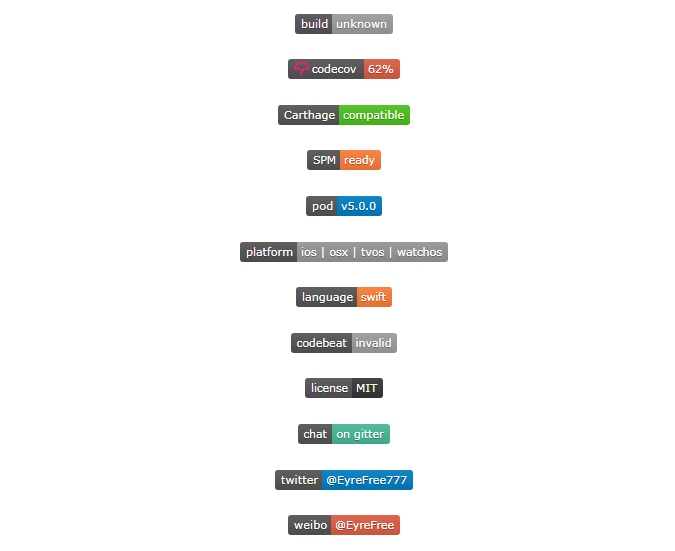 build unknown
codecov 62%
Carthage compatible
SPM ready
pod v5.0.0
platform ios | osx | tvos | watchos
language swift
codebeat invalid
license MIT
chat on gitter
twitter @EyreFree777
weibo @EyreFree